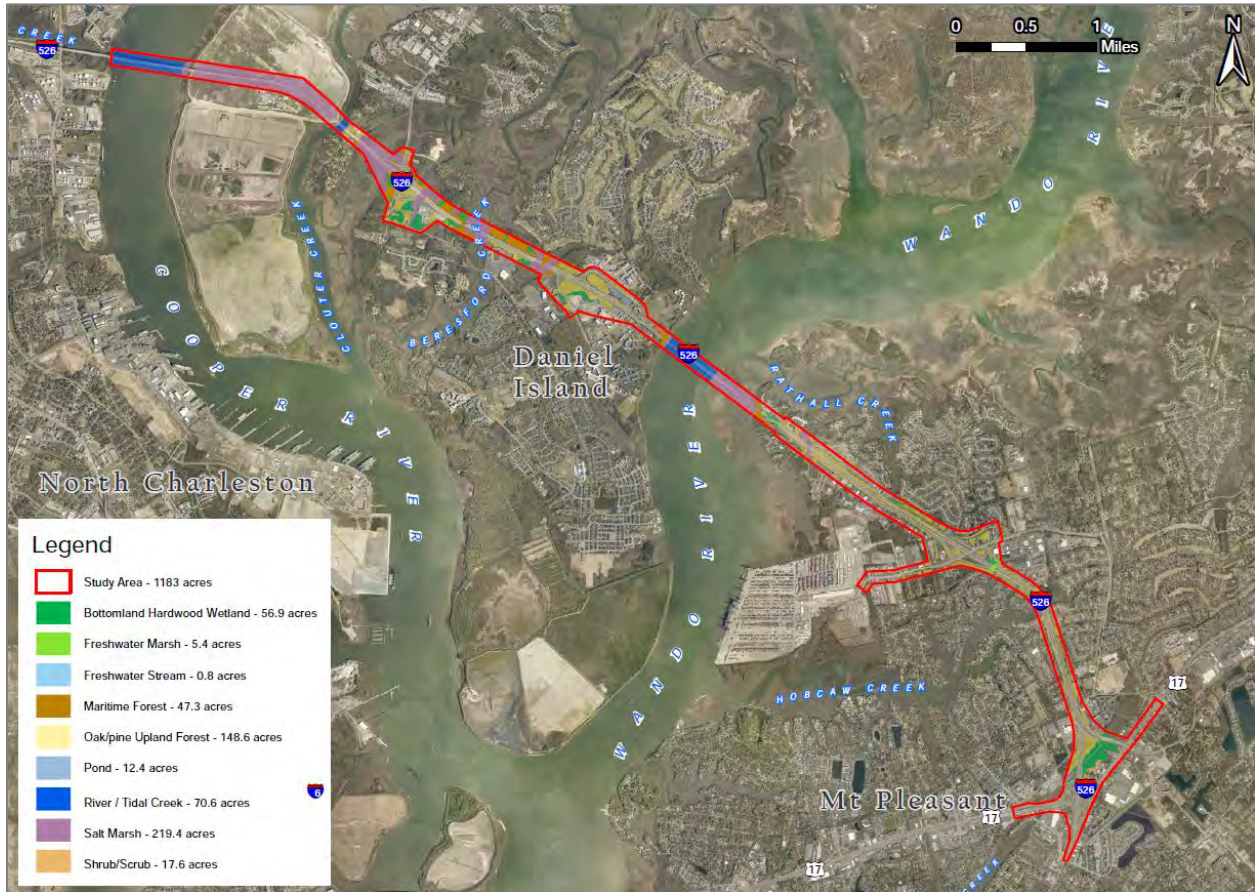 CREEK
526
0 0.5 1
Miles
N
WANDO RIVER
526
CLOUTER CREEK
BERESFORD CREEK
COOPER RIVER
Daniel
Island
526
RATHALL CREEK
WANDO RIVER
North Charleston
526
HOBCAW CREEK
17
526
Mt Pleasant
17
17
CREEK
Legend
Study Area - 1183 acres
Bottomland Hardwood Wetland - 56.9 acres
Freshwater Marsh - 5.4 acres
Freshwater Stream - 0.8 acres
Maritime Forest - 47.3 acres
Oak/pine Upland Forest - 148.6 acres
Pond - 12.4 acres
River / Tidal Creek - 70.6 acres
6
Salt Marsh - 219.4 acres
Shrub/Scrub - 17.6 acres